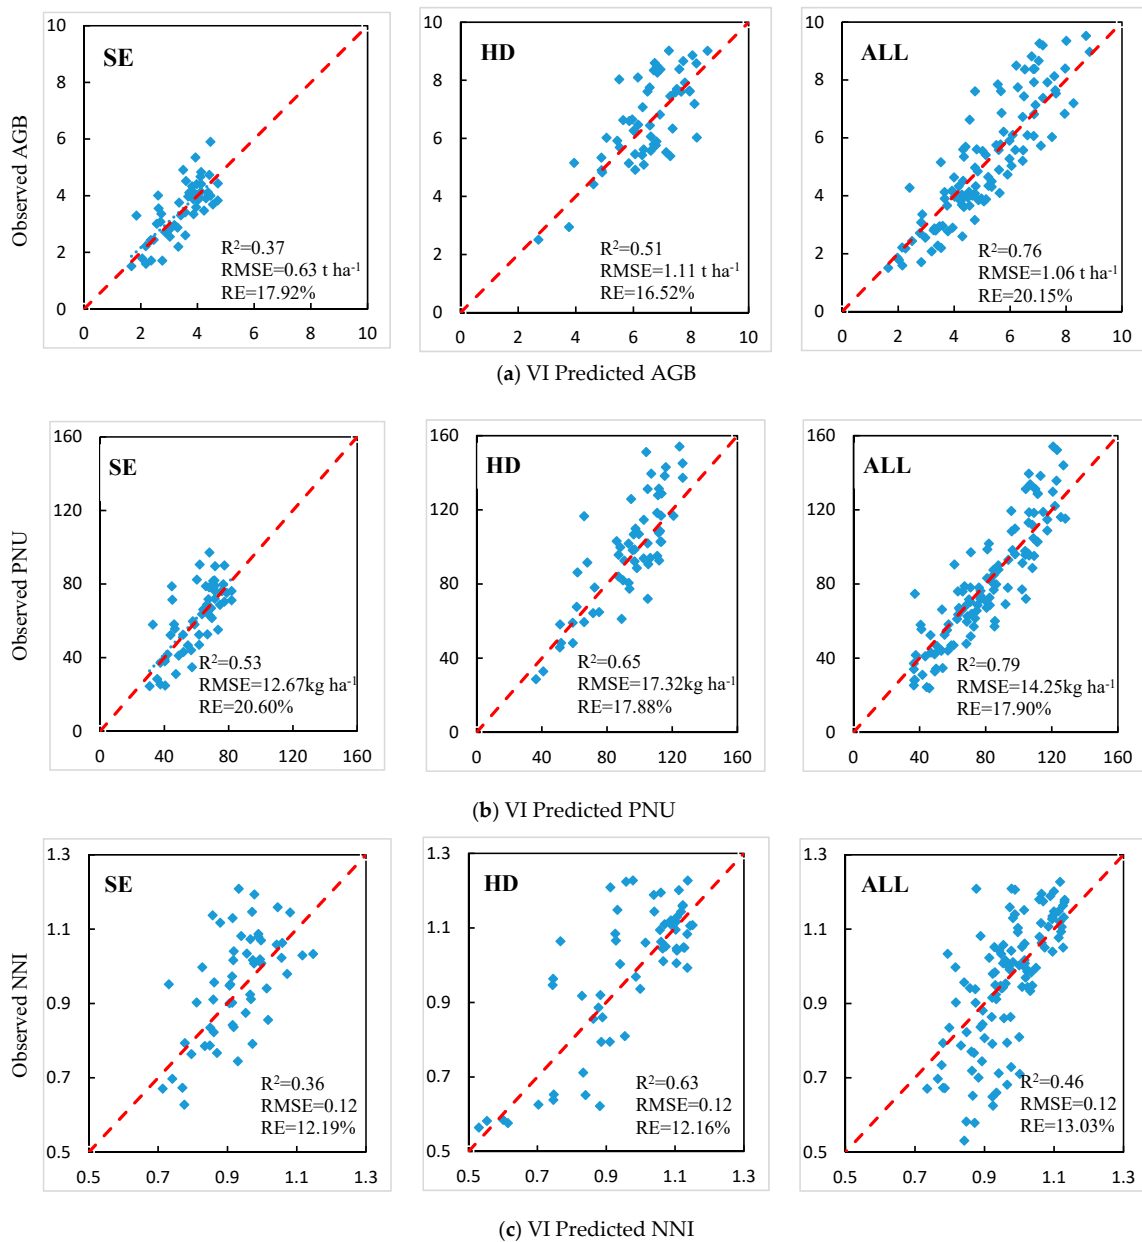 Observed AGB
10
8
6
4
2
0
SE
R²=0.37
RMSE=0.63 t ha⁻¹
RE=17.92%
0 2 4 6 8 10
10
8
6
4
2
0
HD
R²=0.51
RMSE=1.11 t ha⁻¹
RE=16.52%
0 2 4 6 8 10
10
8
6
4
2
0
ALL
R²=0.76
RMSE=1.06 t ha⁻¹
RE=20.15%
0 2 4 6 8 10
(a) VI Predicted AGB
Observed PNU
160
120
80
40
0
SE
R²=0.53
RMSE=12.67kg ha⁻¹
RE=20.60%
0 40 80 120 160
160
120
80
40
0
HD
R²=0.65
RMSE=17.32kg ha⁻¹
RE=17.88%
0 40 80 120 160
160
120
80
40
0
ALL
R²=0.79
RMSE=14.25kg ha⁻¹
RE=17.90%
0 40 80 120 160
(b) VI Predicted PNU
Observed NNI
1.3
1.1
0.9
0.7
0.5
SE
R²=0.36
RMSE=0.12
RE=12.19%
0.5 0.7 0.9 1.1 1.3
1.3
1.1
0.9
0.7
0.5
HD
R²=0.63
RMSE=0.12
RE=12.16%
0.5 0.7 0.9 1.1 1.3
1.3
1.1
0.9
0.7
0.5
ALL
R²=0.46
RMSE=0.12
RE=13.03%
0.5 0.7 0.9 1.1 1.3
(c) VI Predicted NNI